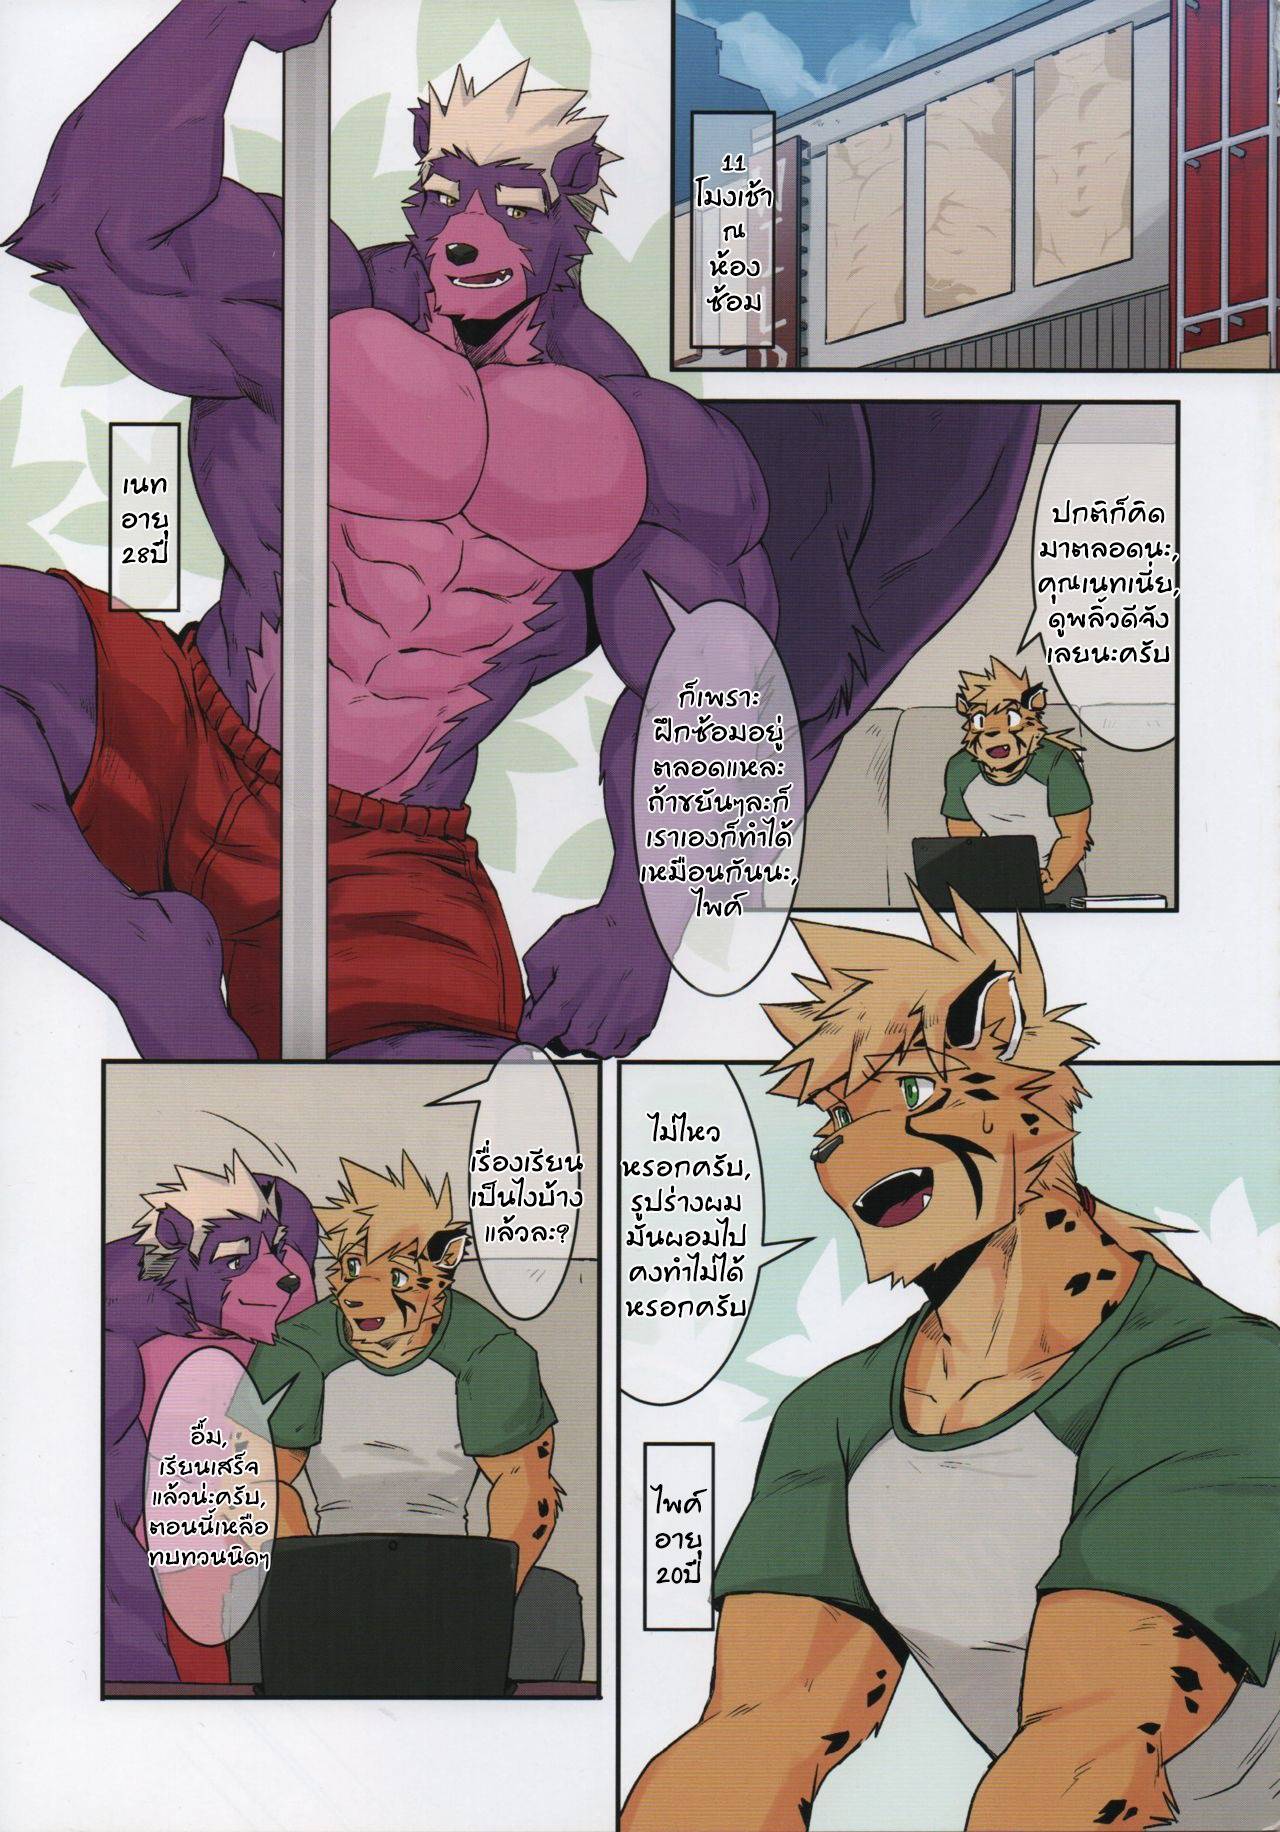 11
โมงเช้า
ณ
ห้อง
ซ้อม
ปกติก็คิด
มาตลอดนะ,
คุณเนทเนี่ย,
ดูพลิ้วดีจัง
เลยนะครับ
เนท
อายุ
28ปี
ก็เพราะ
ฝึกซ้อมอยู่
ตลอดแหละ
ถ้าขยันๆละก็
เราเองก็ทำได้
เหมือนกันนะ,
ไพค์
ไม่ไหว
หรอกครับ,
รูปร่างผม
มันผอมไป
คงทำไม่ได้
หรอกครับ
ไพค์
อายุ
20ปี
เรื่องเรียน
เป็นไงบ้าง
แล้วละ?
อื้ม,
เรียนเสร็จ
แล้วน่ะครับ,
ตอนนี้เหลือ
ทบทวนนิดๆ